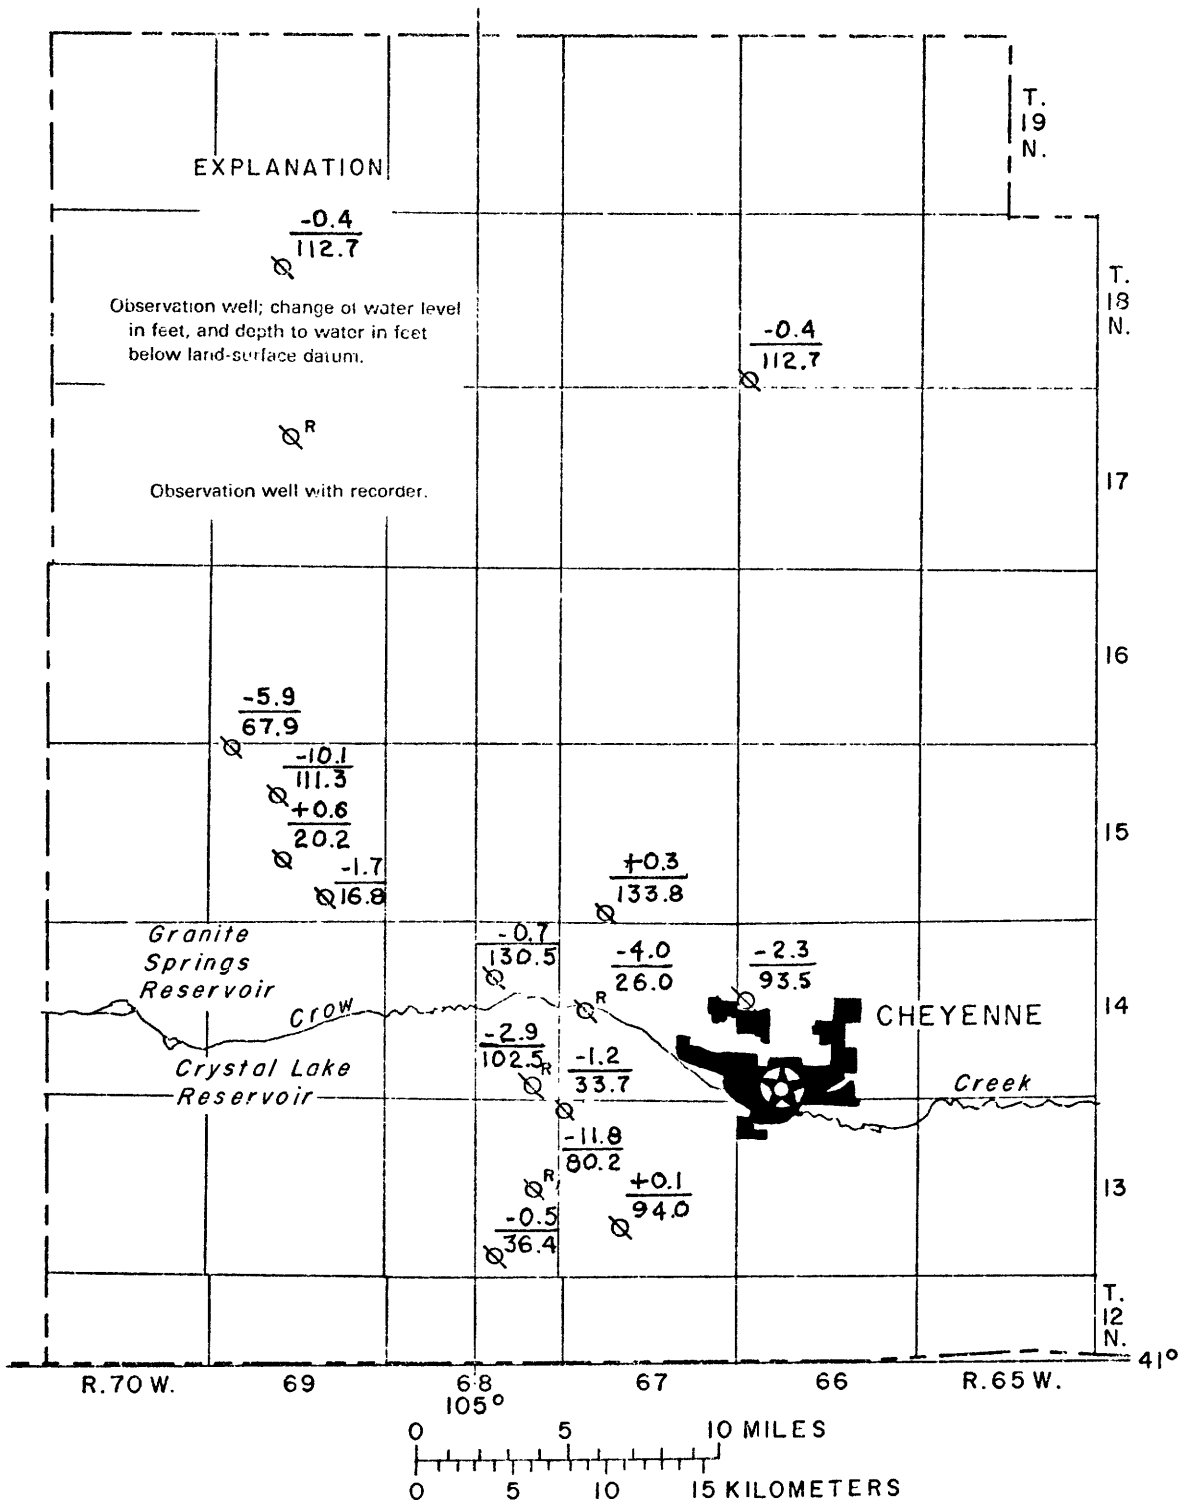 T.
19
N.
EXPLANATION
-0.4
112.7
Observation well; change of water level
in feet, and depth to water in feet
below land-surface datum.
R
Observation well with recorder.
T.
18
N.
-0.4
112.7
17
16
-5.9
67.9
-10.1
111.3
+0.6
20.2
-1.7
16.8
15
+0.3
133.8
Granite
Springs
Reservoir
-0.7
130.5
-4.0
26.0
R
-2.3
93.5
14
Crow
CHEYENNE
-2.9
102.5
R
-1.2
33.7
Crystal Lake
Reservoir
Creek
-11.8
80.2
R
+0.1
94.0
13
-0.5
36.4
T.
12
N.
41°
R.70 W. 69 68 67 66 R.65 W.
105°
0 5 10 MILES
0 5 10 15 KILOMETERS